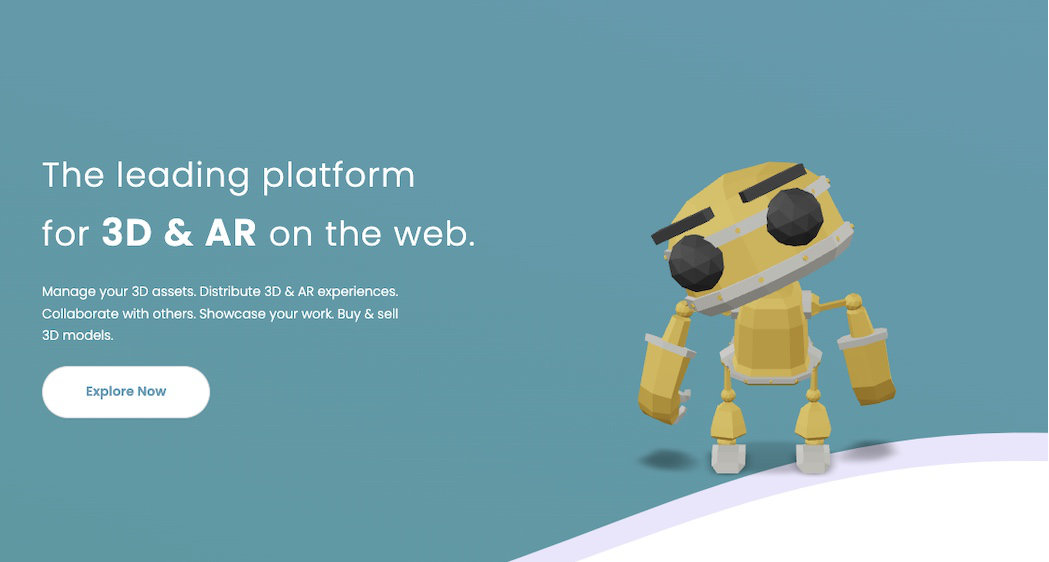 The leading platform
for 3D & AR on the web.
Manage your 3D assets. Distribute 3D & AR experiences.
Collaborate with others. Showcase your work. Buy & sell
3D models.
Explore Now